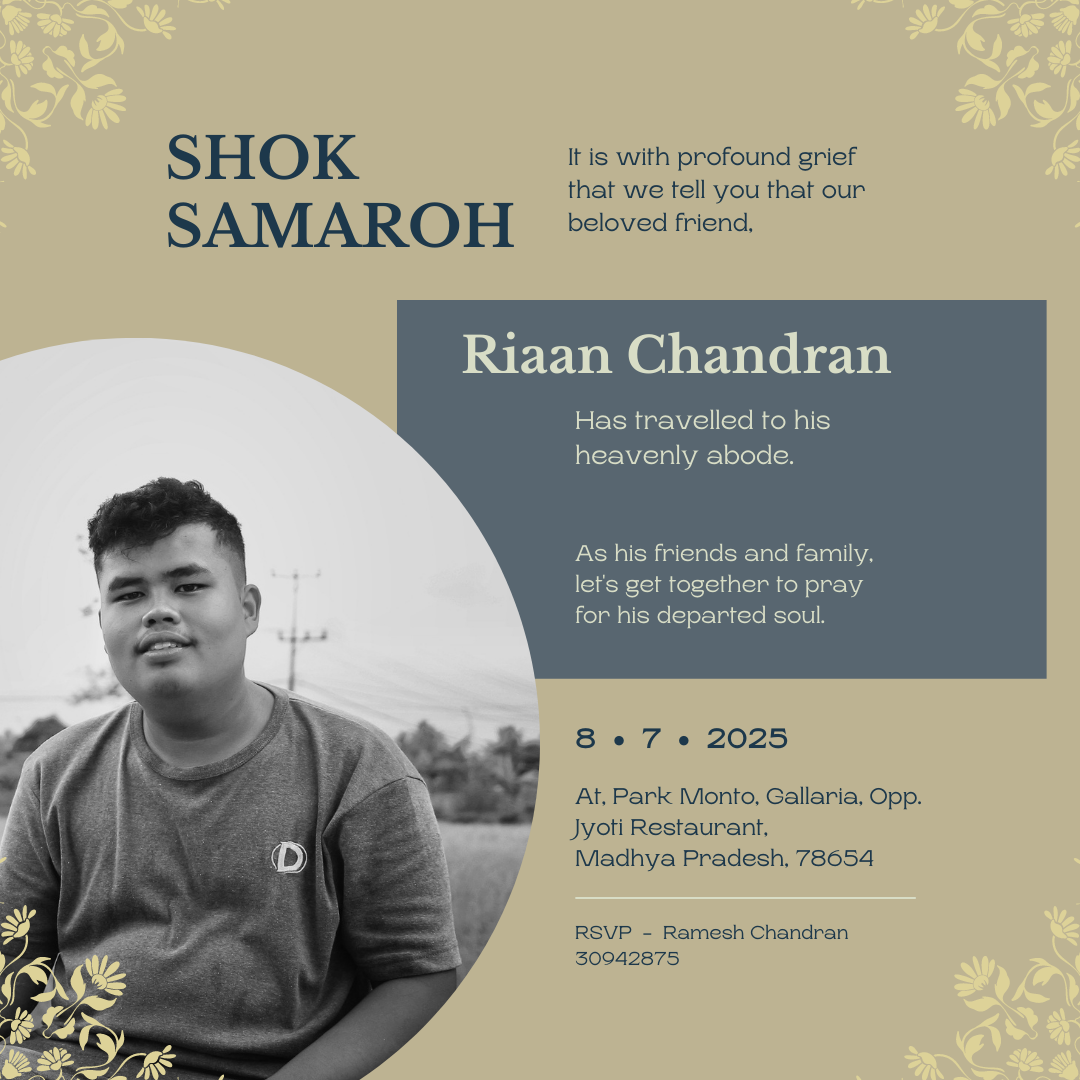 SHOK
SAMAROH
It is with profound grief
that we tell you that our
beloved friend,
Riaan Chandran
Has travelled to his
heavenly abode.
As his friends and family,
let's get together to pray
for his departed soul.
8 • 7 • 2025
At, Park Monto, Gallaria, Opp.
Jyoti Restaurant,
Madhya Pradesh, 78654
RSVP - Ramesh Chandran
30942875
D